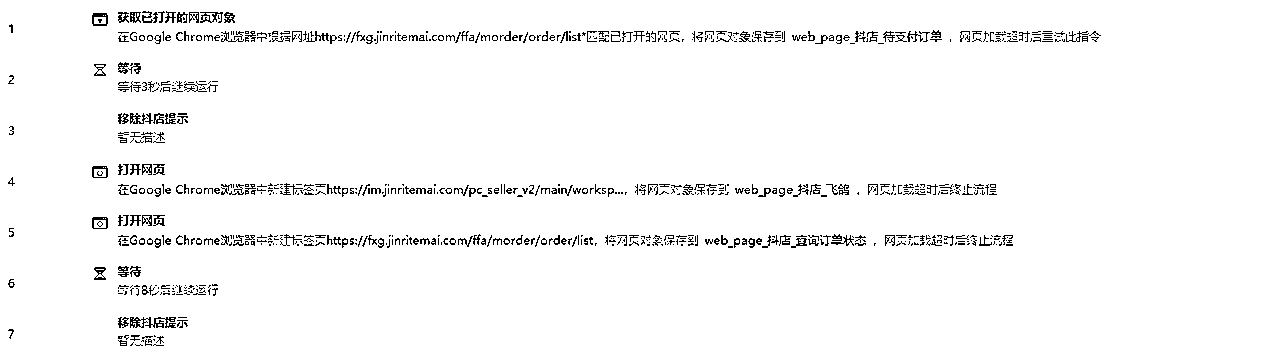 1
获取已打开的网页对象
在Google Chrome浏览器中根据网址https://fxg.jinritemai.com/ffa/morder/order/list*匹配已打开的网页，将网页对象保存到 web_page_抖店_待支付订单 ，网页加载超时后重试此指令
2
等待
等待3秒后继续运行
3
移除抖店提示
暂无描述
4
打开网页
在Google Chrome浏览器中新建标签页https://im.jinritemai.com/pc_seller_v2/main/worksp...，将网页对象保存到 web_page_抖店_飞鸽 ，网页加载超时后终止流程
5
打开网页
在Google Chrome浏览器中新建标签页https://fxg.jinritemai.com/ffa/morder/order/list，将网页对象保存到 web_page_抖店_查询订单状态 ，网页加载超时后终止流程
6
等待
等待8秒后继续运行
7
移除抖店提示
暂无描述